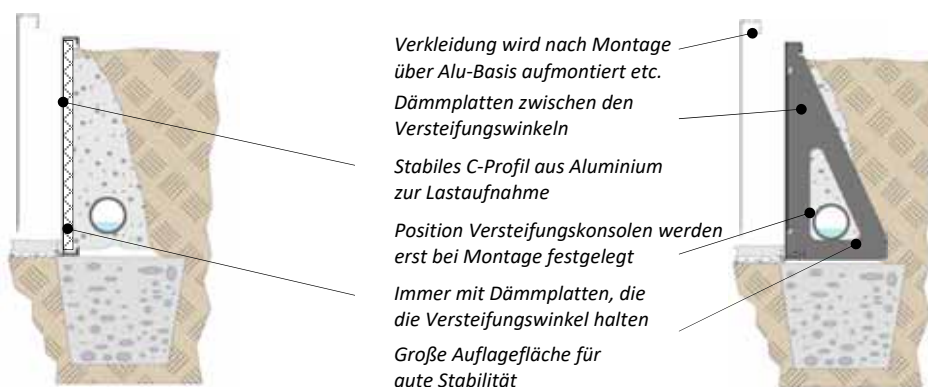 Verkleidung wird nach Montage
über Alu-Basis aufmontiert etc.
Dämmplatten zwischen den
Versteifungswinkeln
Stabiles C-Profil aus Aluminium
zur Lastaufnahme
Position Versteifungskonsolen werden
erst bei Montage festgelegt
Immer mit Dämmplatten, die
die Versteifungswinkel halten
Große Auflagefläche für
gute Stabilität